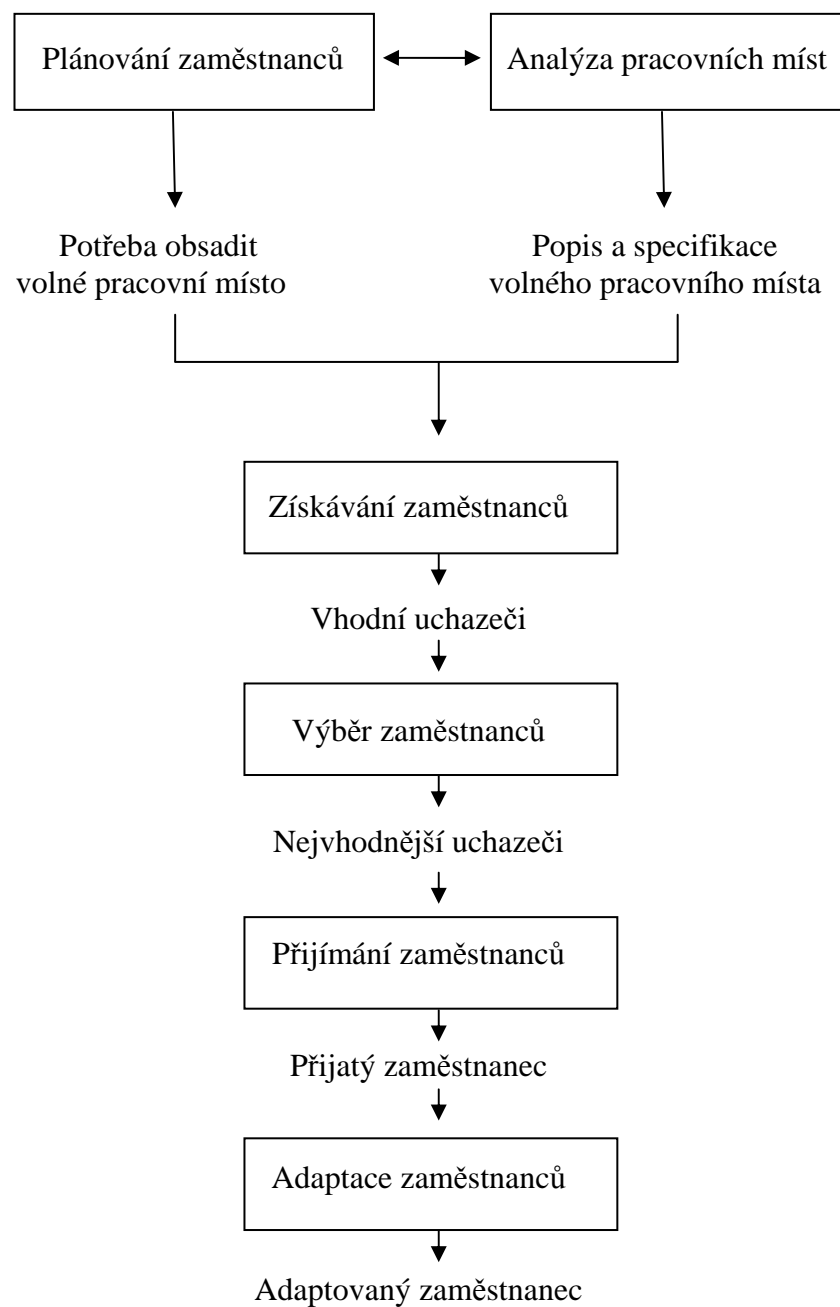 Plánování zaměstnanců
Analýza pracovních míst
Potřeba obsadit
volné pracovní místo
Popis a specifikace
volného pracovního místa
Získávání zaměstnanců
Vhodní uchazeči
Výběr zaměstnanců
Nejvhodnější uchazeči
Přijímání zaměstnanců
Přijatý zaměstnanec
Adaptace zaměstnanců
Adaptovaný zaměstnanec